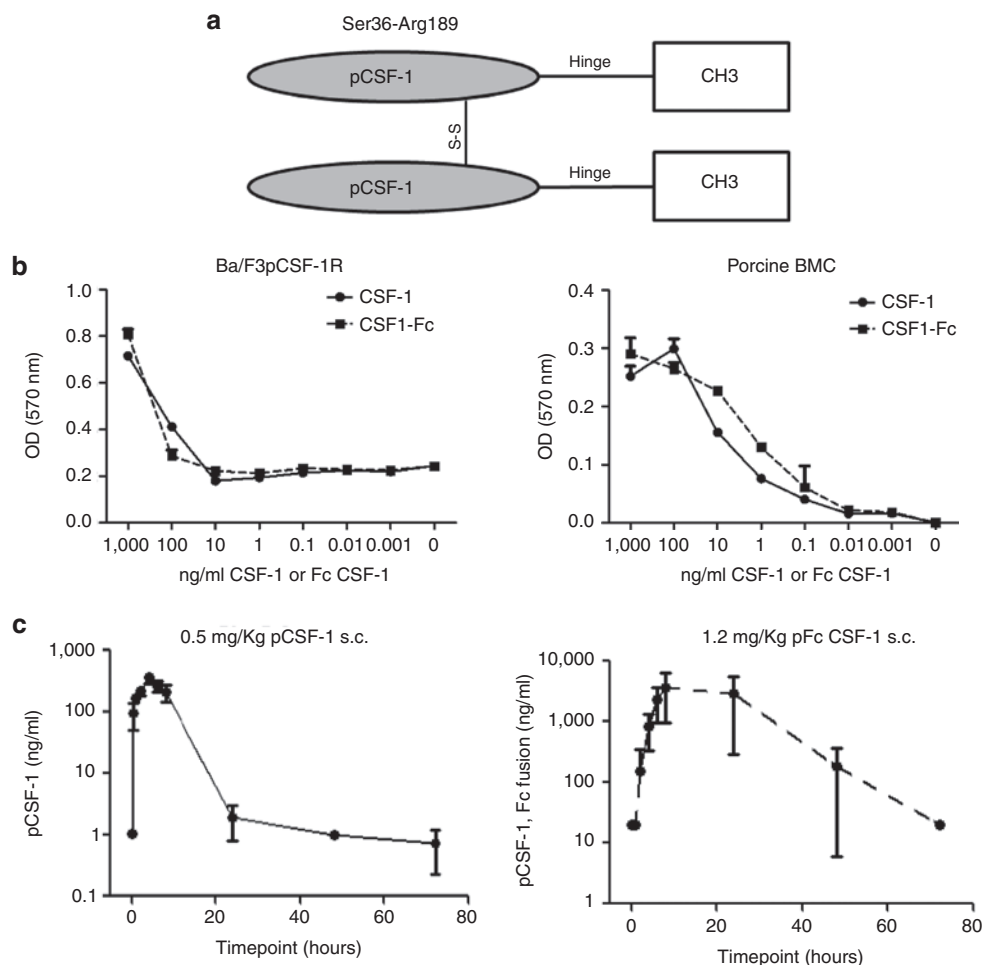 a
Ser36-Arg189
pCSF-1
Hinge
CH3
S-S
pCSF-1
Hinge
CH3
b
Ba/F3pCSF-1R
1.0
0.8
0.6
0.4
0.2
0.0
OD (570 nm)
CSF-1
CSF1-Fc
1,000 100 10 1 0.1 0.01 0.001 0
ng/ml CSF-1 or Fc CSF-1
Porcine BMC
0.4
0.3
0.2
0.1
0.0
OD (570 nm)
CSF-1
CSF1-Fc
1,000 100 10 1 0.1 0.01 0.001 0
ng/ml CSF-1 or Fc CSF-1
c
0.5 mg/Kg pCSF-1 s.c.
1,000
100
10
1
0.1
pCSF-1 (ng/ml)
0 20 40 60 80
Timepoint (hours)
1.2 mg/Kg pFc CSF-1 s.c.
10,000
1,000
100
10
1
pCSF-1, Fc fusion (ng/ml)
0 20 40 60 80
Timepoint (hours)